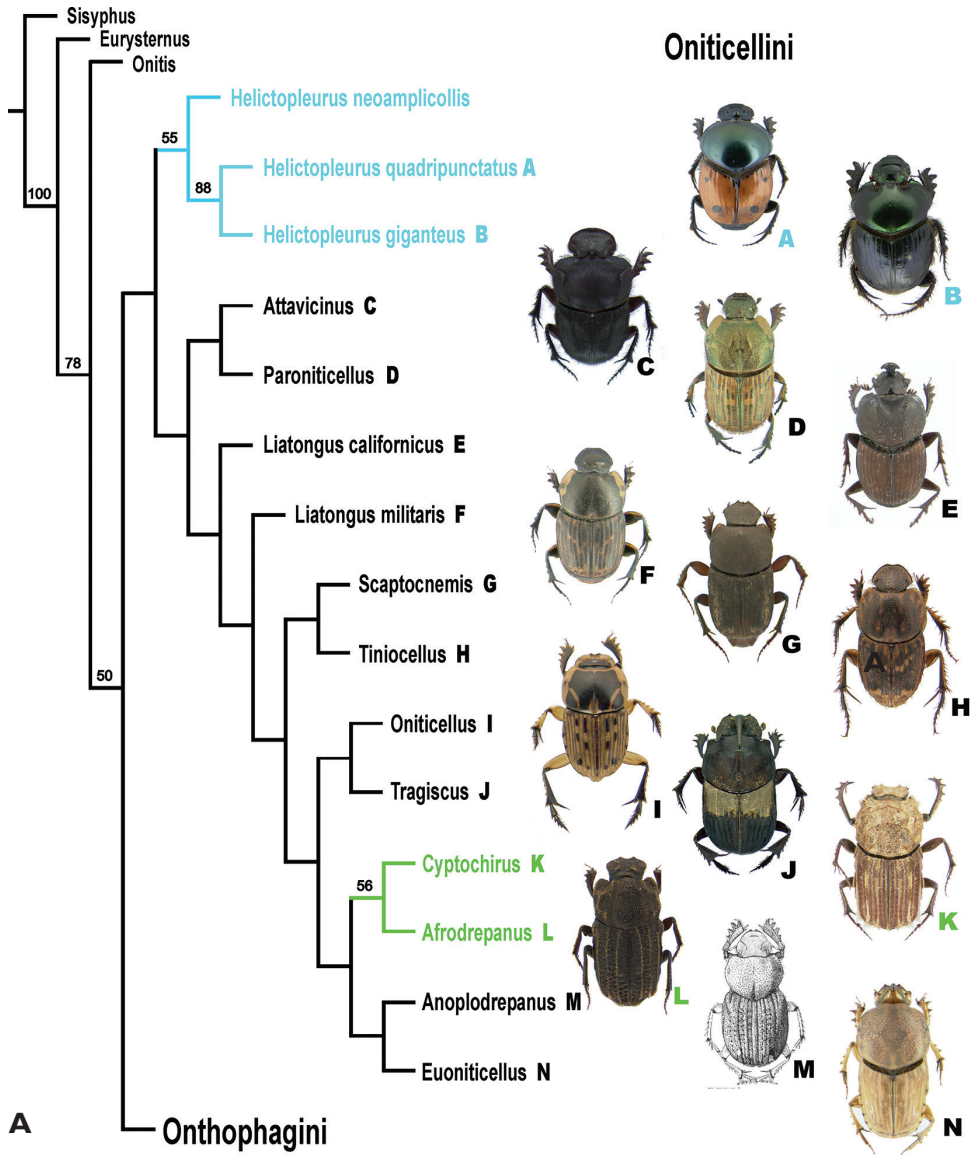 Sisyphus
Eurysternus
Onitis
Oniticellini
Helictopleurus neoamplicollis
55
Helictopleurus quadripunctatus A
88
100
Helictopleurus giganteus B
A
B
Attavicinus C
C
78
Paroniticellus D
D
Liatongus californicus E
E
Liatongus militaris F
F
Scaptocnemis G
G
Tiniocellus H
A
H
50
Oniticellus I
I
Tragiscus J
J
Cyptochirus K
56
K
Afrodrepanus L
L
Anoplodrepanus M
M
Euoniticellus N
N
A
Onthophagini